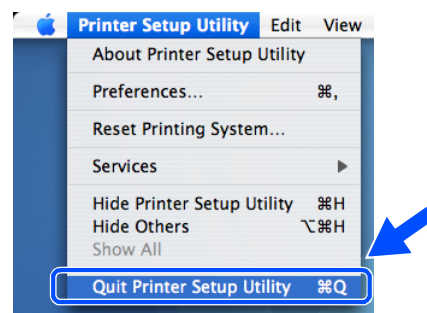 Printer Setup Utility Edit View
About Printer Setup Utility
Preferences... ⌘,
Reset Printing System...
Services
Hide Printer Setup Utility ⌘H
Hide Others ⌥⌘H
Show All
Quit Printer Setup Utility ⌘Q